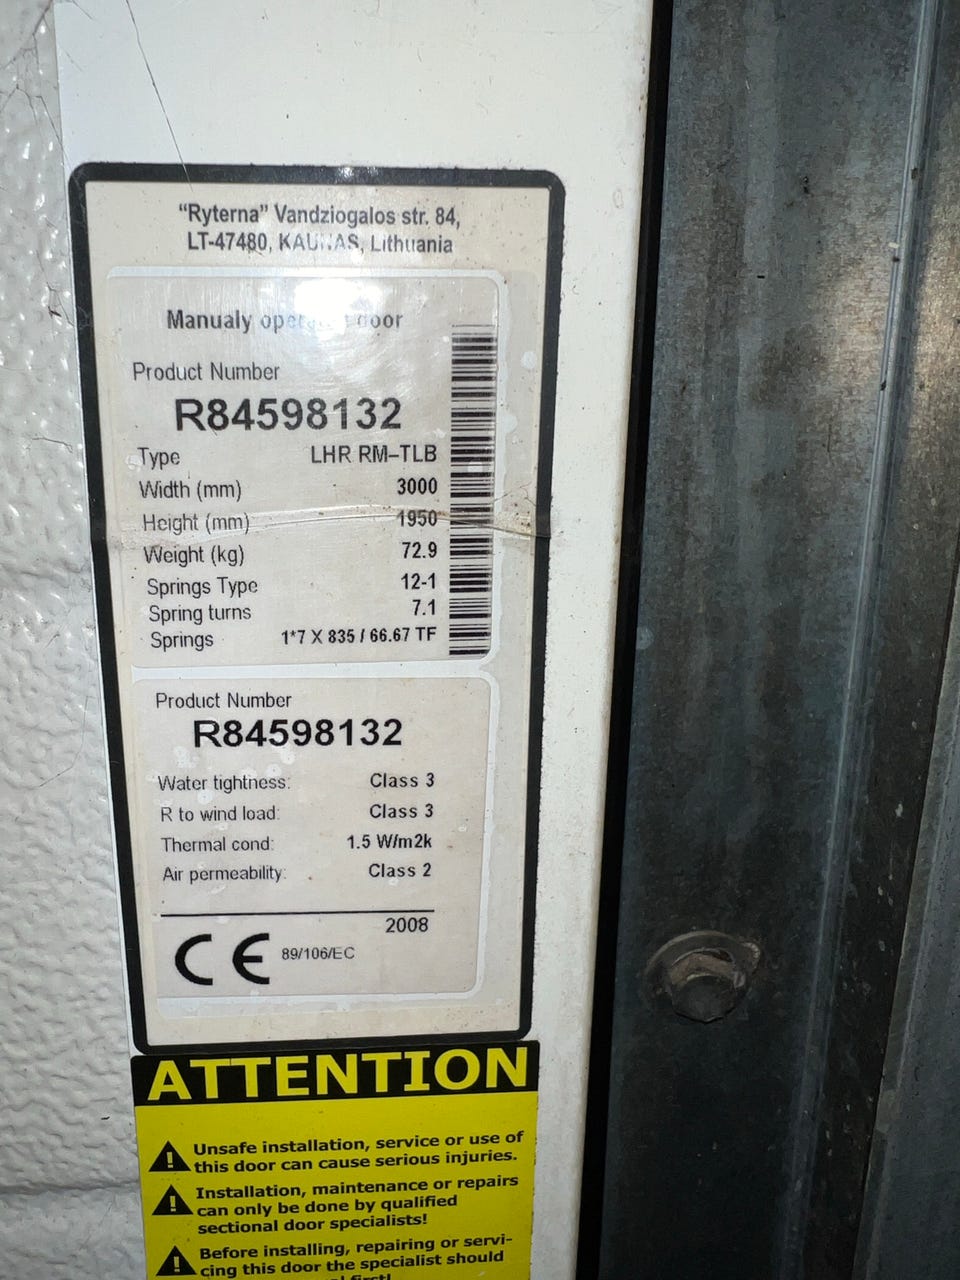 "Ryterna" Vandziogalos str. 84,
LT-47480, KAUNAS, Lithuania
Manualy door
Product Number
R84598132
Type LHR RM-TLB
Width (mm) 3000
Height (mm) 1950
Weight (kg) 72.9
Springs Type 12-1
Spring turns 7.1
Springs 1*7 X 835 / 66.67 TF
Product Number
R84598132
Water tightness: Class 3
R to wind load: Class 3
Thermal cond: 1.5 W/m2k
Air permeability: Class 2
2008
CE 89/106/EC
ATTENTION
Unsafe installation, service or use of
this door can cause serious injuries.
Installation, maintenance or repairs
can only be done by qualified
sectional door specialists!
Before installing, repairing or servi-
cing this door the specialist should
first!